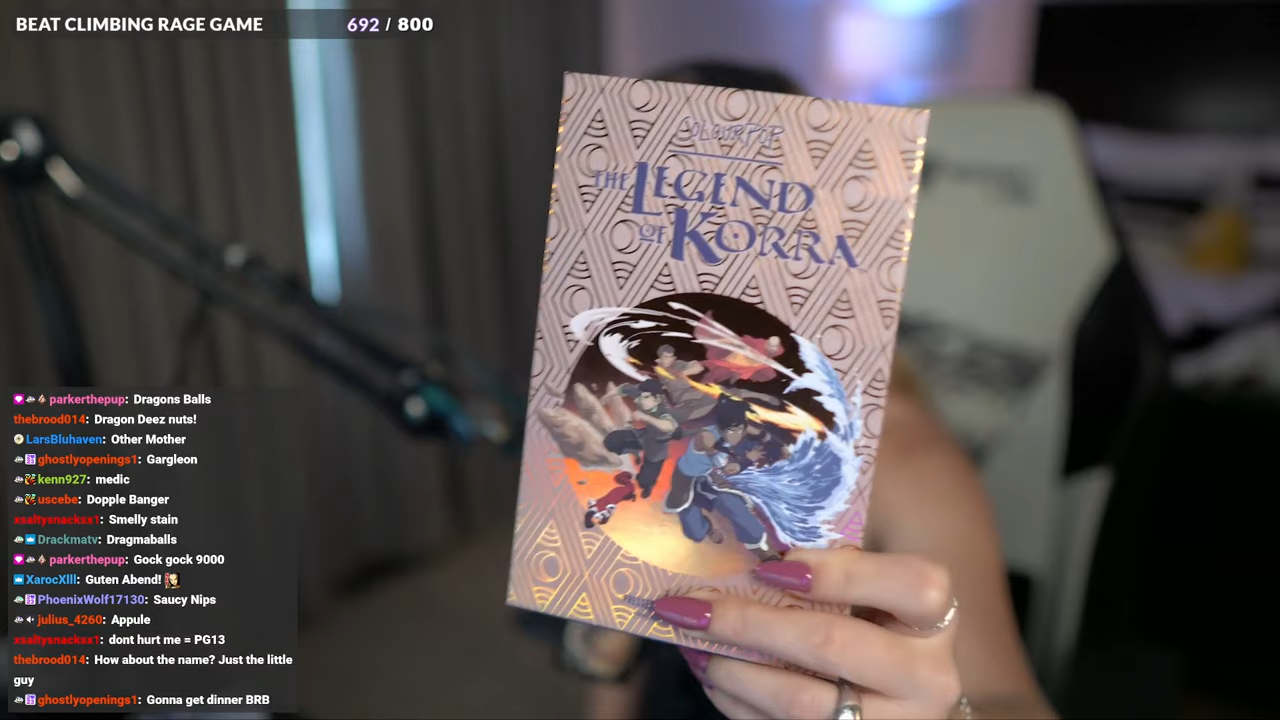 BEAT CLIMBING RAGE GAME 692 / 800
COLOURPOP
THE LEGEND
OF KORRA
parkerthepup: Dragons Balls
thebrood014: Dragon Deez nuts!
LarsBluhaven: Other Mother
ghostlyopenings1: Gargleon
kenn927: medic
uscebe: Dopple Banger
xsaltysnacksx1: Smelly stain
Drackmatv: Dragmaballs
parkerthepup: Gock gock 9000
XarocXlll: Guten Abend!
PhoenixWolf17130: Saucy Nips
julius_4260: Appule
xsaltysnacksx1: dont hurt me = PG13
thebrood014: How about the name? Just the little
guy
ghostlyopenings1: Gonna get dinner BRB